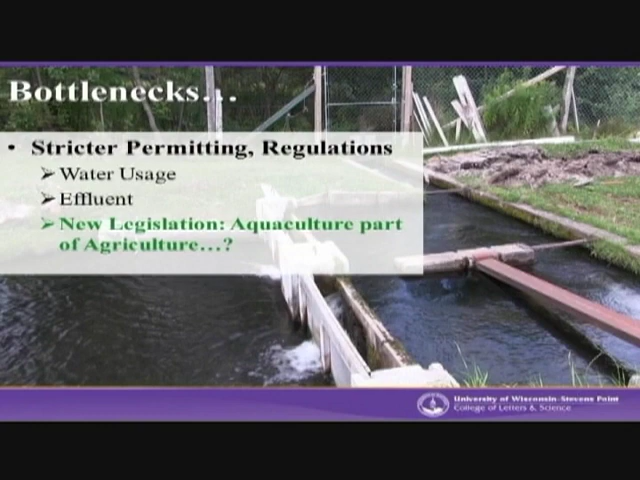 Bottlenecks...
• Stricter Permitting, Regulations
➢ Water Usage
➢ Effluent
➢ New Legislation: Aquaculture part
of Agriculture...?
University of Wisconsin-Stevens Point
College of Letters & Science